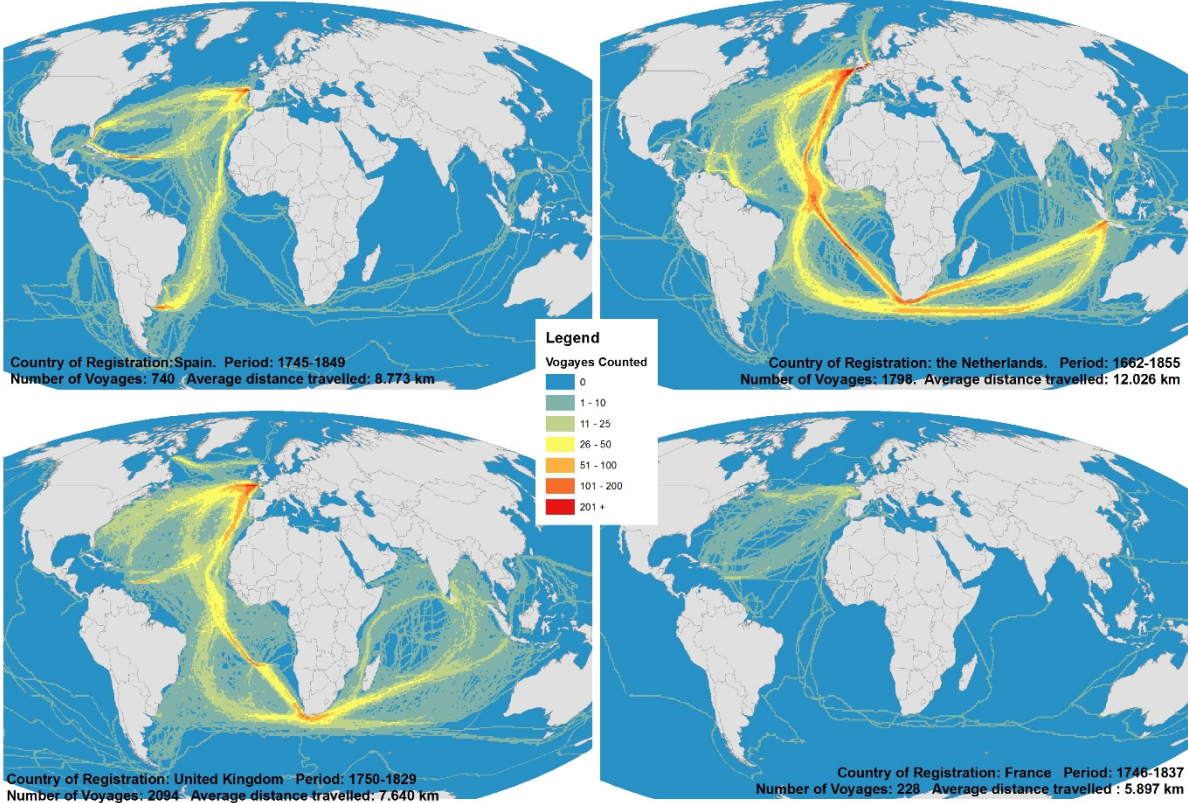 Country of Registration:Spain. Period: 1745-1849
Number of Voyages: 740 Average distance travelled: 8.773 km
Country of Registration: the Netherlands. Period: 1662-1855
Number of Voyages: 1798. Average distance travelled: 12.026 km
Legend
Vogayes Counted
0
1 - 10
11 - 25
26 - 50
51 - 100
101 - 200
201 +
Country of Registration: United Kingdom Period: 1750-1829
Number of Voyages: 2094 Average distance travelled: 7.640 km
Country of Registration: France Period: 1746-1837
Number of Voyages: 228 Average distance travelled : 5.897 km